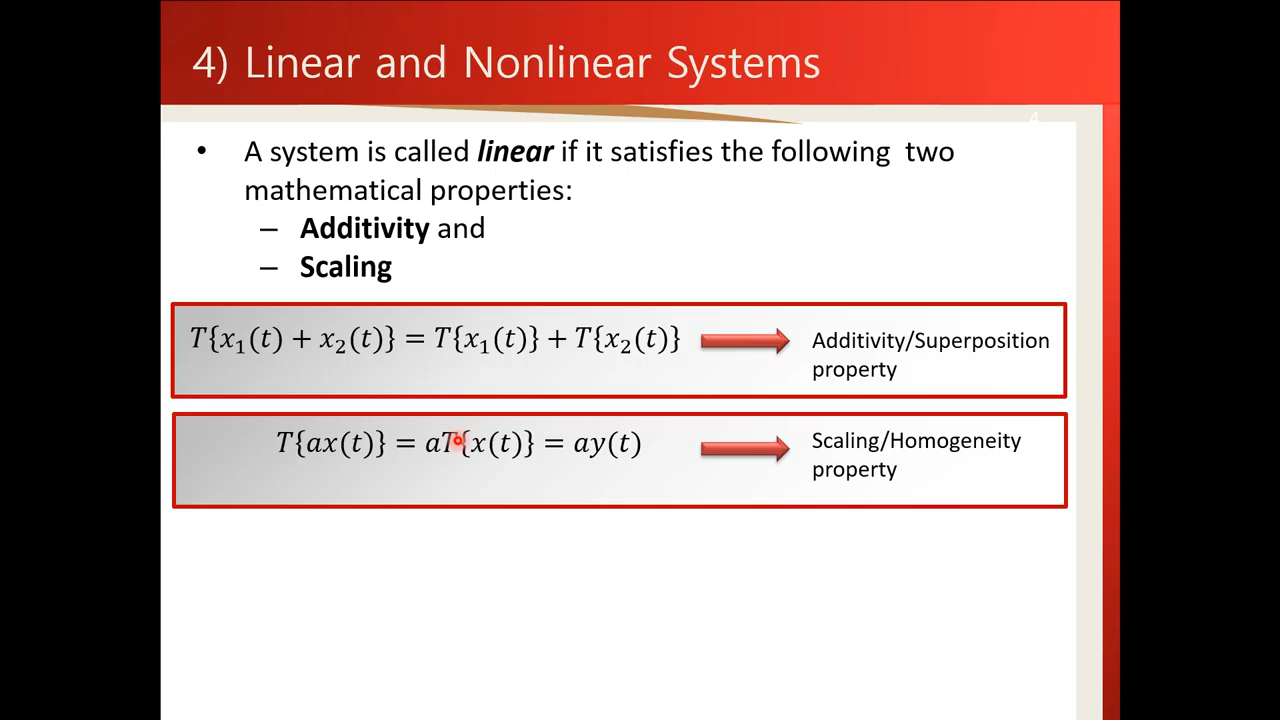 4) Linear and Nonlinear Systems
• A system is called linear if it satisfies the following two
mathematical properties:
– Additivity and
– Scaling
𝑇{𝑥₁(𝑡) + 𝑥₂(𝑡)} = 𝑇{𝑥₁(𝑡)} + 𝑇{𝑥₂(𝑡)}
Additivity/Superposition
property
𝑇{𝑎𝑥(𝑡)} = 𝑎𝑇{𝑥(𝑡)} = 𝑎𝑦(𝑡)
Scaling/Homogeneity
property